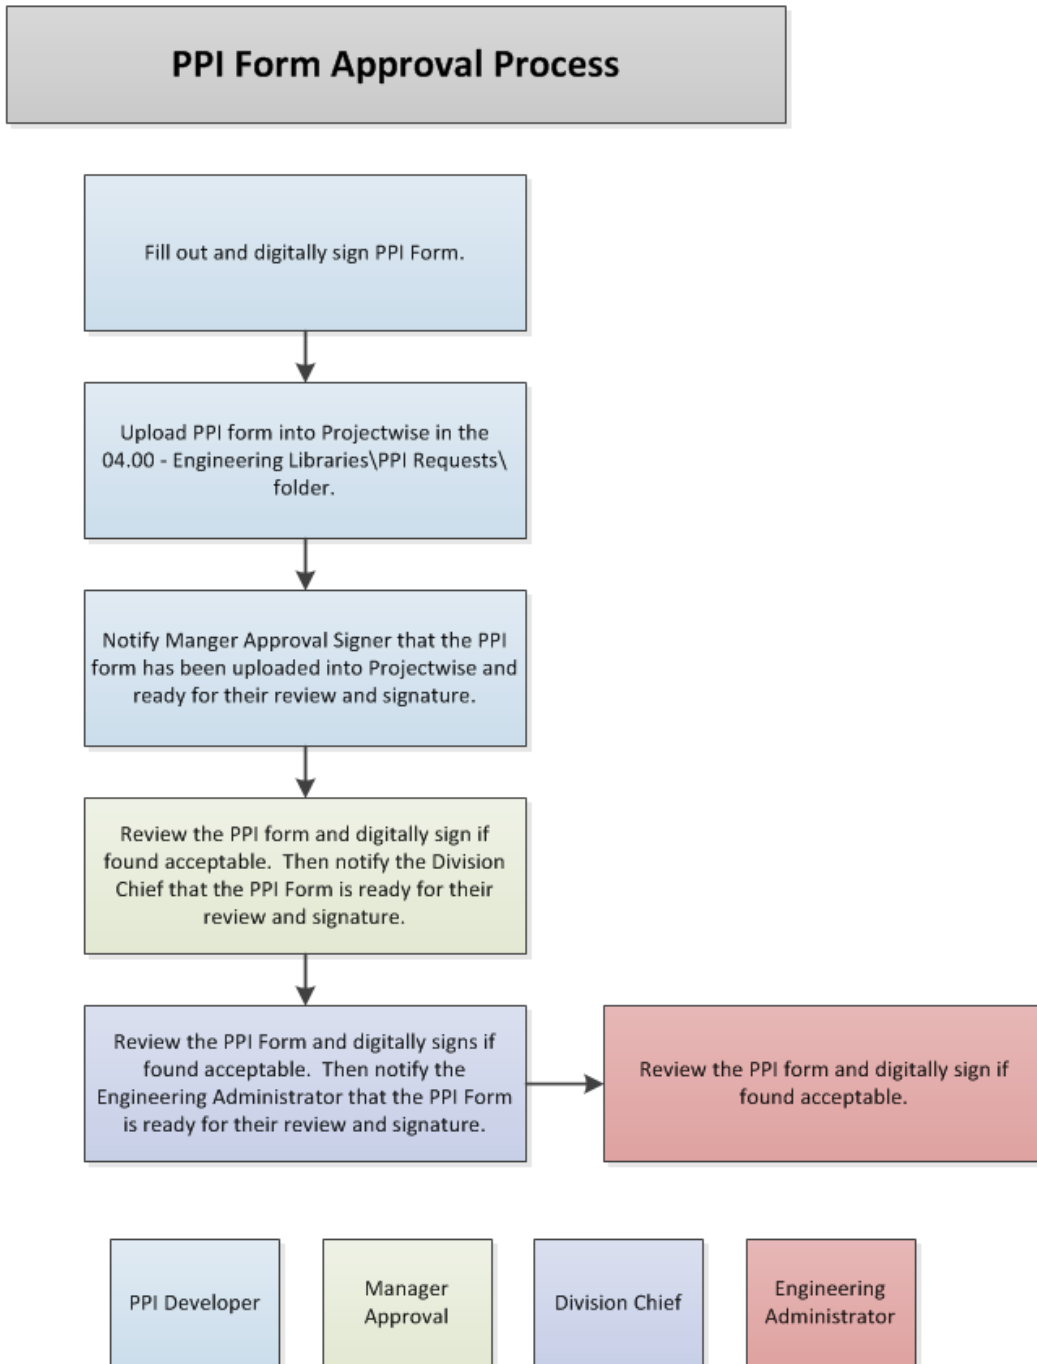 PPI Form Approval Process
Fill out and digitally sign PPI Form.
Upload PPI form into Projectwise in the
04.00 - Engineering Libraries\PPI Requests\
folder.
Notify Manger Approval Signer that the PPI
form has been uploaded into Projectwise and
ready for their review and signature.
Review the PPI form and digitally sign if
found acceptable.  Then notify the Division
Chief that the PPI Form is ready for their
review and signature.
Review the PPI Form and digitally signs if
found acceptable.  Then notify the
Engineering Administrator that the PPI Form
is ready for their review and signature.
Review the PPI form and digitally sign if
found acceptable.
PPI Developer
Manager
Approval
Division Chief
Engineering
Administrator